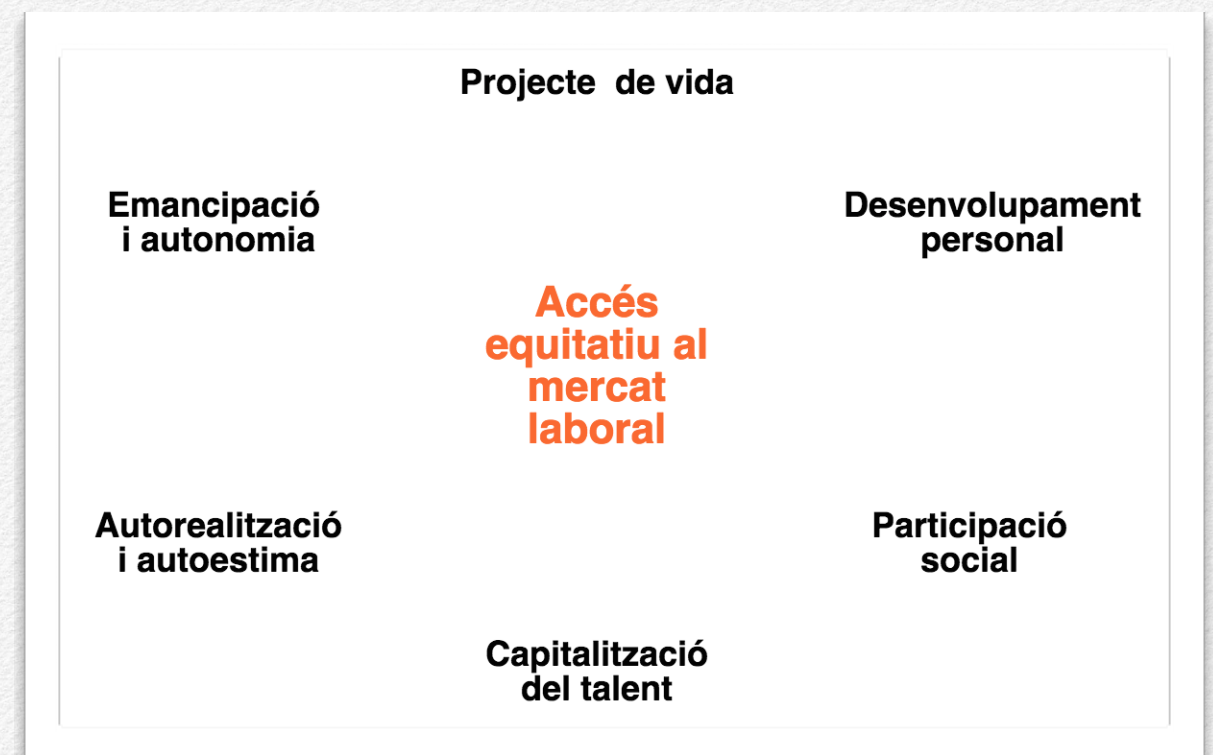 Projecte de vida
Emancipació
i autonomia
Desenvolupament
personal
Accés
equitatiu al
mercat
laboral
Autorealització
i autoestima
Participació
social
Capitalització
del talent